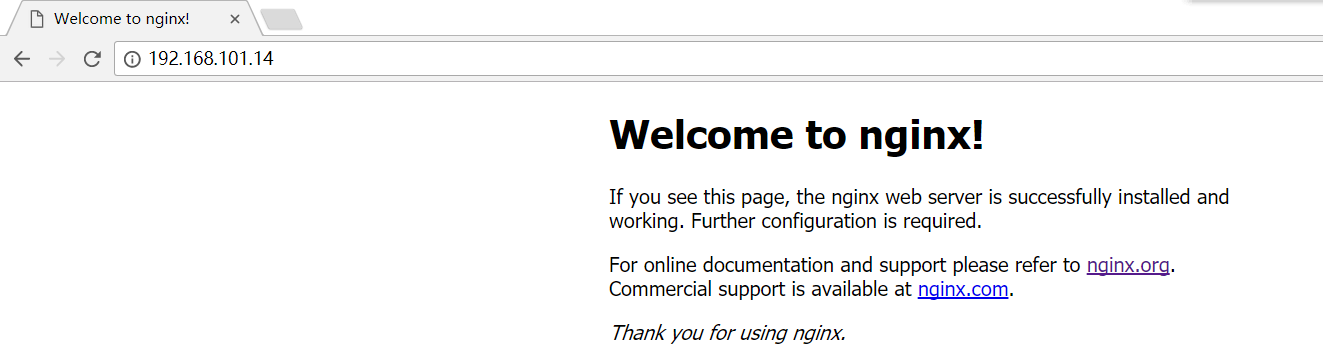 Welcome to nginx!
192.168.101.14
Welcome to nginx!
If you see this page, the nginx web server is successfully installed and
working. Further configuration is required.
For online documentation and support please refer to nginx.org.
Commercial support is available at nginx.com.
Thank you for using nginx.